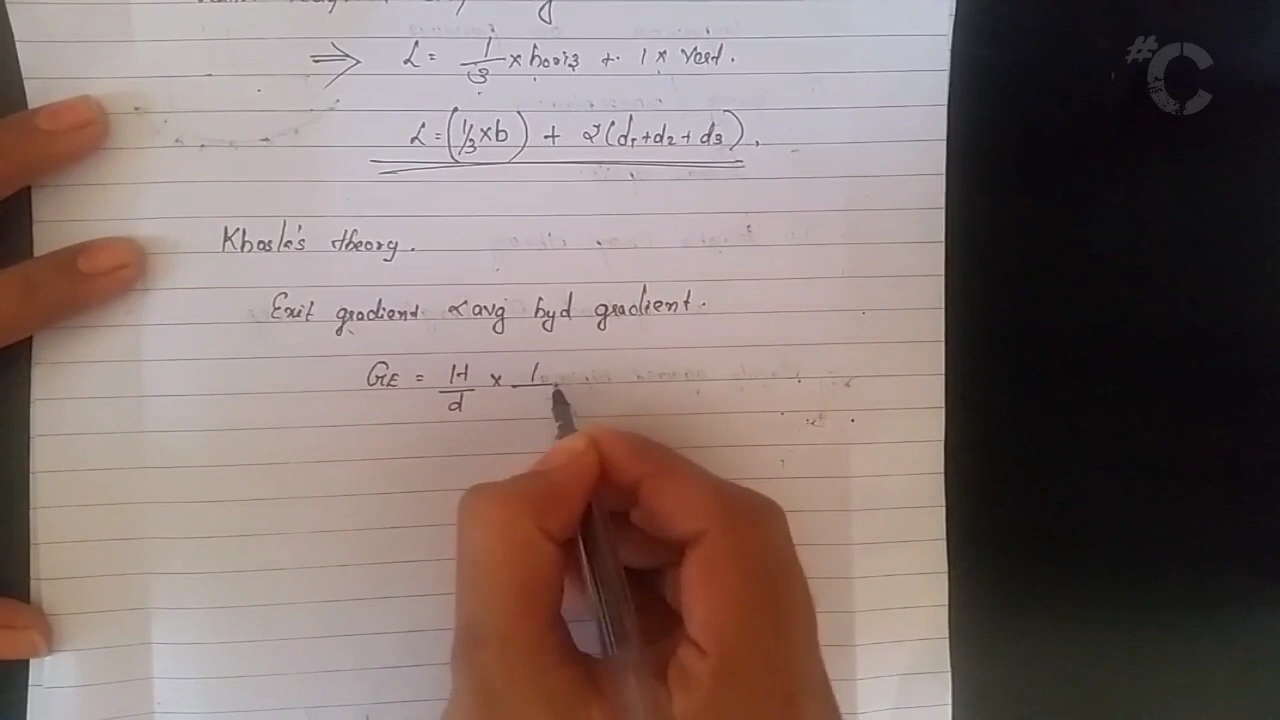 ⇒ L = 1/3 × horiz + 1 × vert.
L = (1/3 × b) + 2(d1 + d2 + d3).
Khosla's theory.
Exit gradient ∝ avg hyd gradient.
GE = H/d × 1
#C